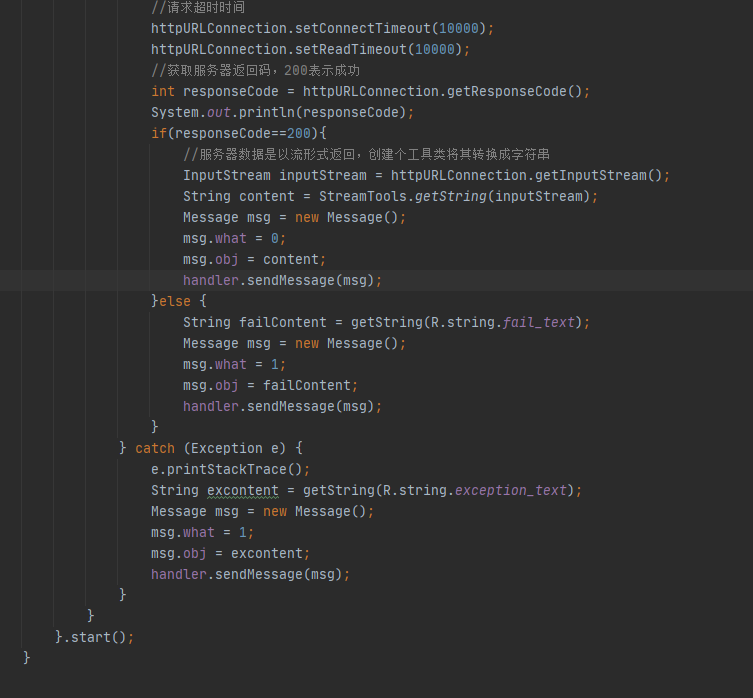 //请求超时时间
httpURLConnection.setConnectTimeout(10000);
httpURLConnection.setReadTimeout(10000);
//获取服务器返回码，200表示成功
int responseCode = httpURLConnection.getResponseCode();
System.out.println(responseCode);
if(responseCode==200){
//服务器数据是以流形式返回，创建个工具类将其转换成字符串
InputStream inputStream = httpURLConnection.getInputStream();
String content = StreamTools.getString(inputStream);
Message msg = new Message();
msg.what = 0;
msg.obj = content;
handler.sendMessage(msg);
}else {
String failContent = getString(R.string.fail_text);
Message msg = new Message();
msg.what = 1;
msg.obj = failContent;
handler.sendMessage(msg);
}
} catch (Exception e) {
e.printStackTrace();
String excontent = getString(R.string.exception_text);
Message msg = new Message();
msg.what = 1;
msg.obj = excontent;
handler.sendMessage(msg);
}
}
}.start();
}